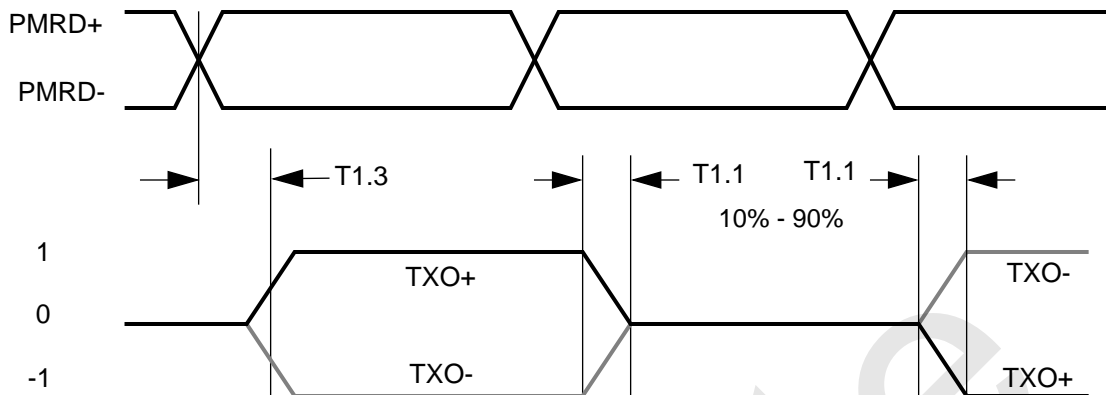 PMRD+
PMRD-
T1.3
T1.1
T1.1
10% - 90%
1
TXO+
TXO-
0
-1
TXO-
TXO+